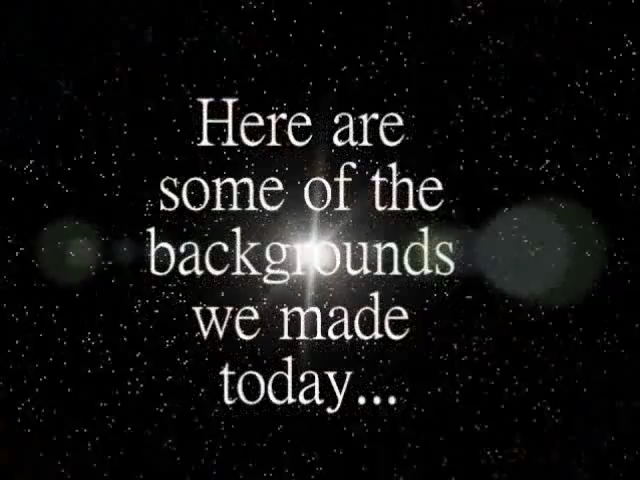 Here are
some of the
backgrounds
we made
today...